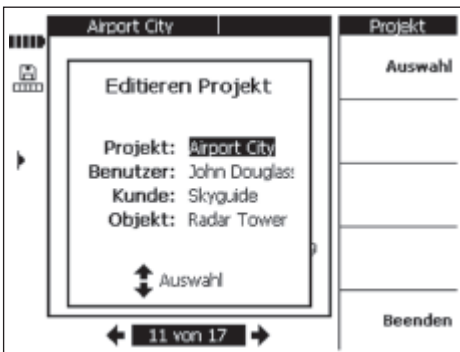 Airport City
Projekt
Auswahl
Editieren Projekt
Projekt: Airport City
Benutzer: John Douglas
Kunde: Skyguide
Objekt: Radar Tower
Auswahl
11 von 17
Beenden